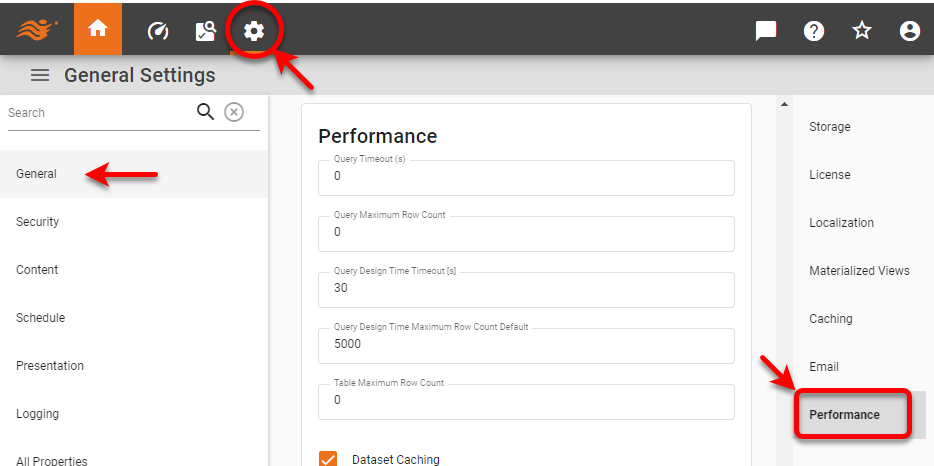 General Settings
Search
General
Security
Content
Schedule
Presentation
Logging
All Properties
Performance
Query Timeout (s)
0
Query Maximum Row Count
0
Query Design Time Timeout [s]
30
Query Design Time Maximum Row Count Default
5000
Table Maximum Row Count
0
Dataset Caching
Storage
License
Localization
Materialized Views
Caching
Email
Performance